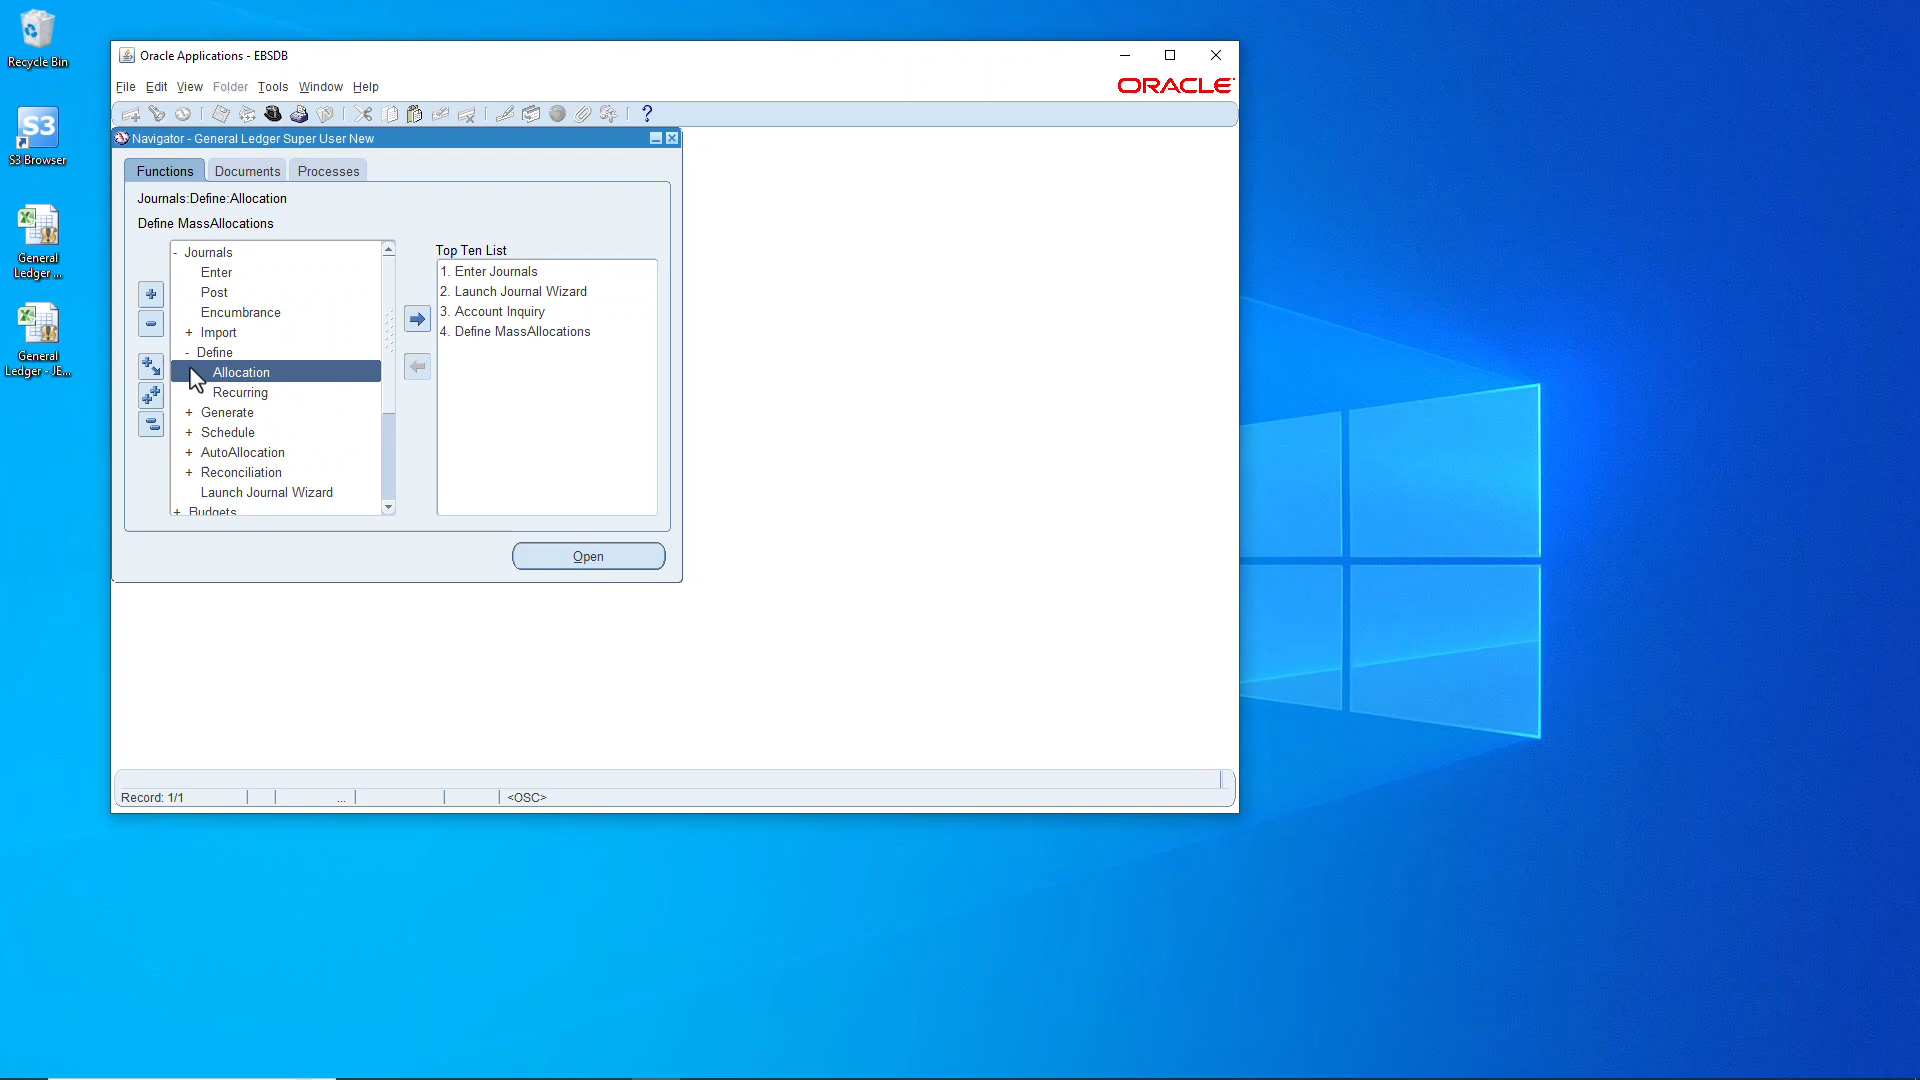 Recycle Bin
S3
S3 Browser
General
Ledger ...
General
Ledger - JE...
Oracle Applications - EBSDB
File Edit View Folder Tools Window Help
ORACLE
Navigator - General Ledger Super User New
Functions Documents Processes
Journals:Define:Allocation
Define MassAllocations
- Journals
Enter
Post
Encumbrance
+ Import
- Define
Allocation
Recurring
+ Generate
+ Schedule
+ AutoAllocation
+ Reconciliation
Launch Journal Wizard
+ Budgets
Top Ten List
1. Enter Journals
2. Launch Journal Wizard
3. Account Inquiry
4. Define MassAllocations
Open
Record: 1/1 ... <OSC>